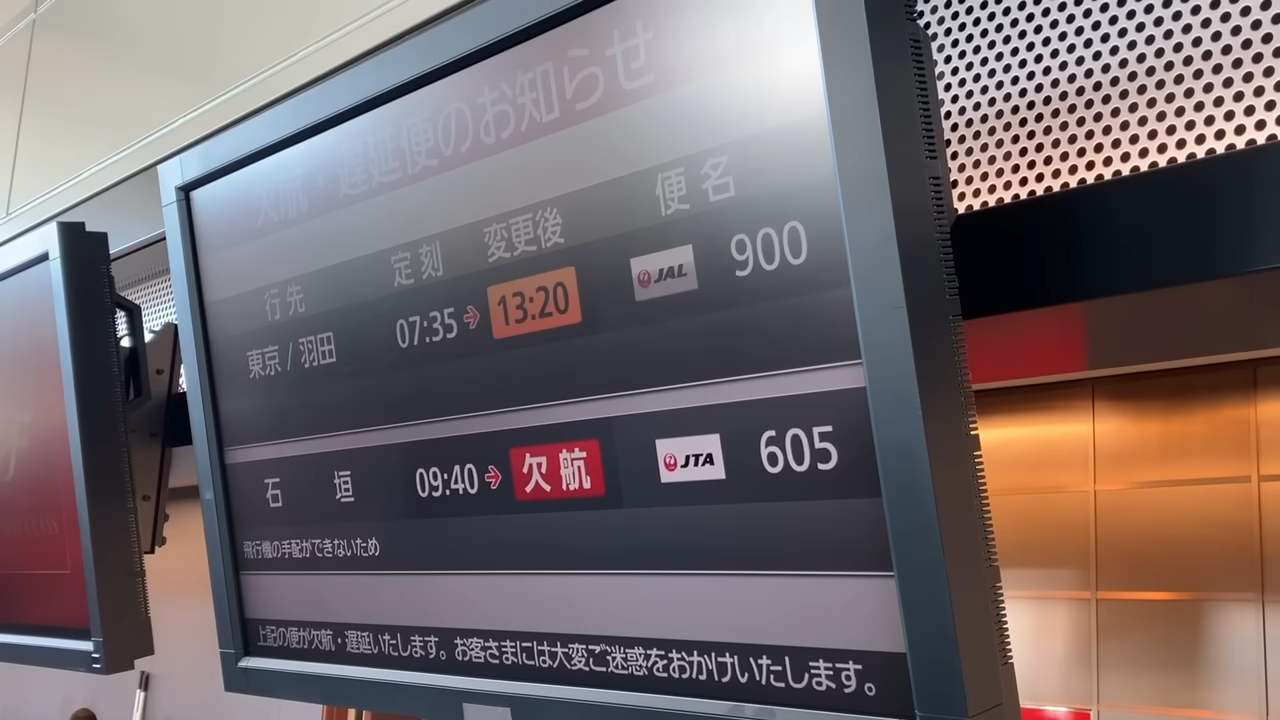 欠航・遅延便のお知らせ
行先 定刻 変更後 便名
東京 / 羽田 07:35 → 13:20 JAL 900
石垣 09:40 → 欠航 JTA 605
飛行機の手配ができないため
上記の便が欠航・遅延いたします。お客さまには大変ご迷惑をおかけいたします。